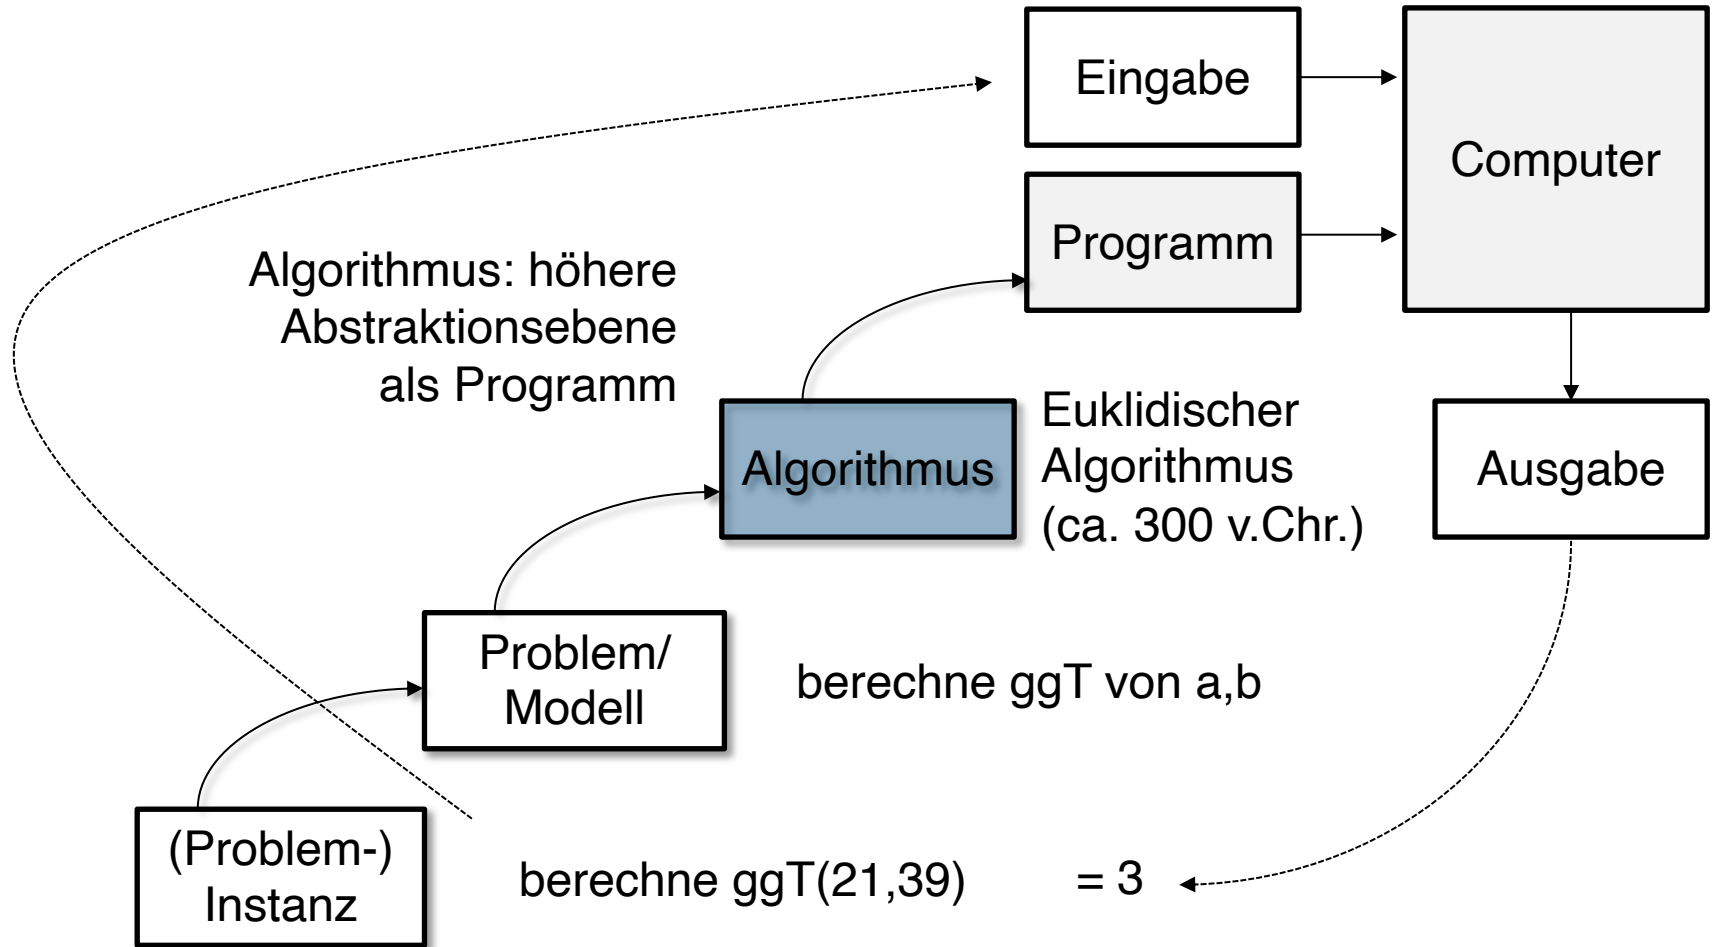 Eingabe
Computer
Programm
Algorithmus: höhere
Abstraktionsebene
als Programm
Algorithmus
Euklidischer
Algorithmus
(ca. 300 v.Chr.)
Ausgabe
Problem/
Modell
berechne ggT von a,b
(Problem-)
Instanz
berechne ggT(21,39) = 3